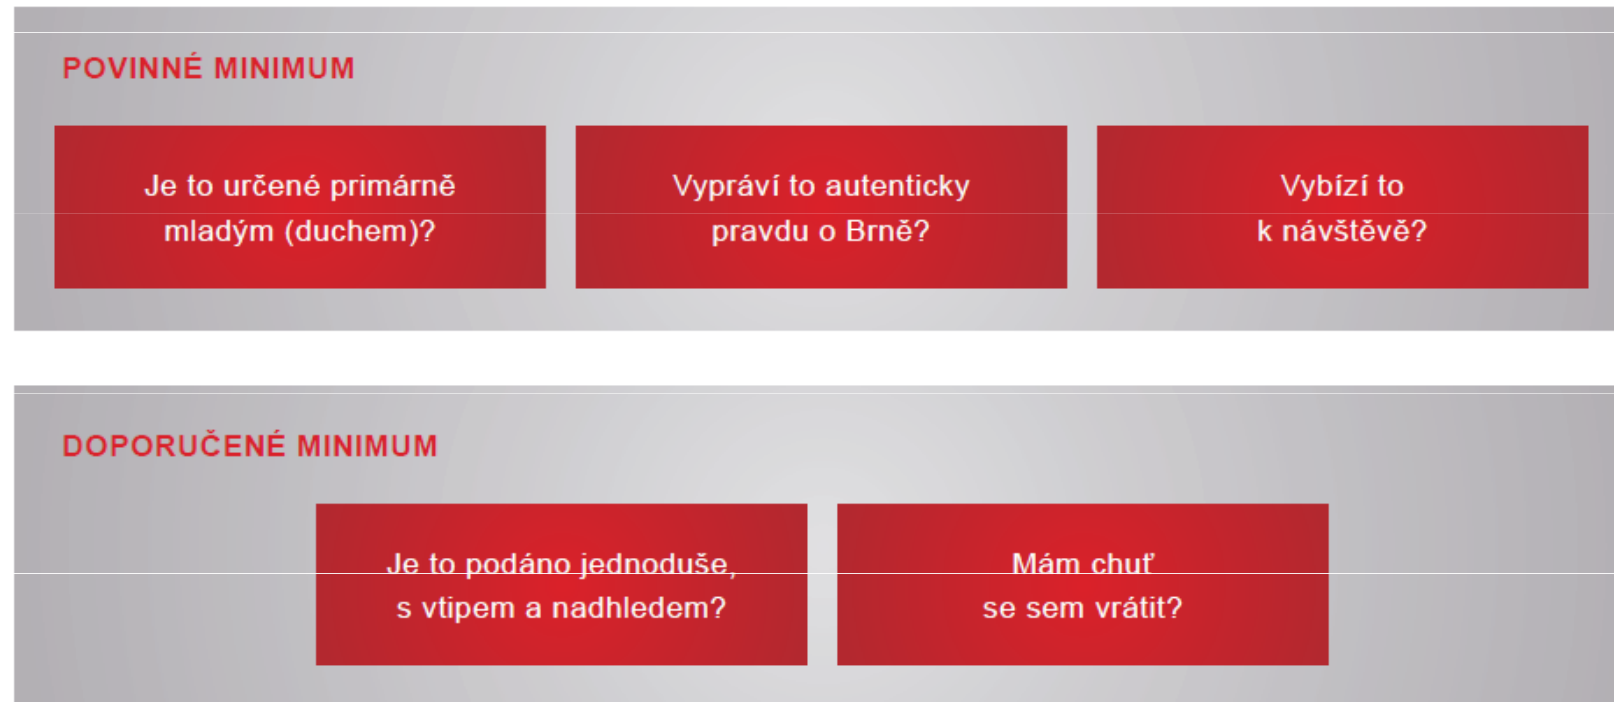 POVINNÉ MINIMUM
Je to určené primárně
mladým (duchem)?
Vypráví to autenticky
pravdu o Brně?
Vybízí to
k návštěvě?
DOPORUČENÉ MINIMUM
Je to podáno jednoduše,
s vtipem a nadhledem?
Mám chuť
se sem vrátit?